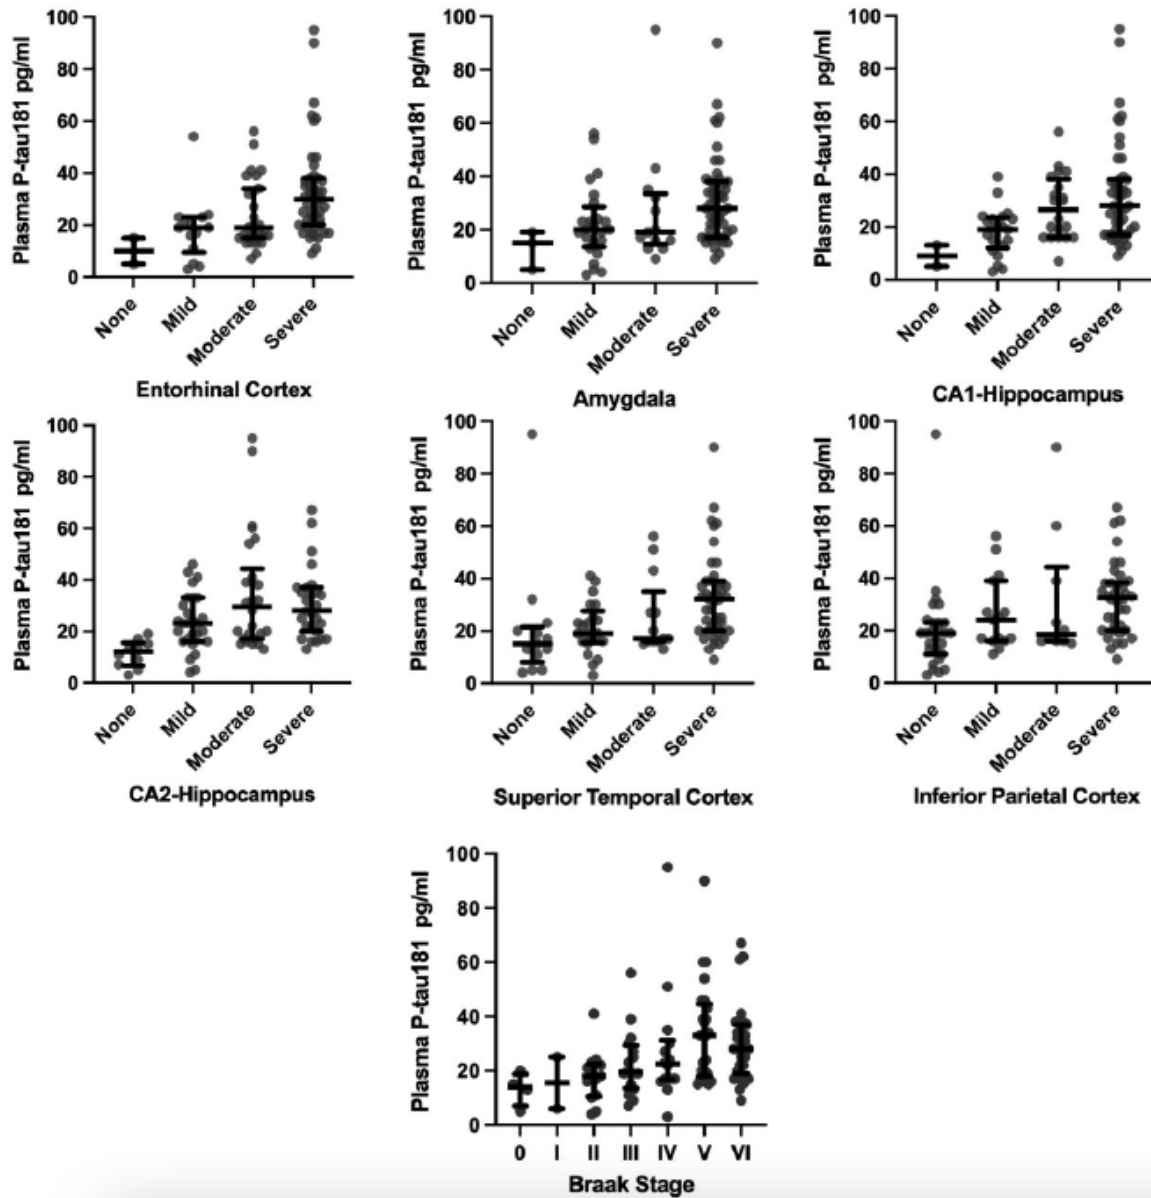 Plasma P-tau181 pg/ml
100
80
60
40
20
0
None
Mild
Moderate
Severe
Entorhinal Cortex
Plasma P-tau181 pg/ml
100
80
60
40
20
0
None
Mild
Moderate
Severe
Amygdala
Plasma P-tau181 pg/ml
100
80
60
40
20
0
None
Mild
Moderate
Severe
CA1-Hippocampus
Plasma P-tau181 pg/ml
100
80
60
40
20
0
None
Mild
Moderate
Severe
CA2-Hippocampus
Plasma P-tau181 pg/ml
100
80
60
40
20
0
None
Mild
Moderate
Severe
Superior Temporal Cortex
Plasma P-tau181 pg/ml
100
80
60
40
20
0
None
Mild
Moderate
Severe
Inferior Parietal Cortex
Plasma P-tau181 pg/ml
100
80
60
40
20
0
0 I II III IV V VI
Braak Stage